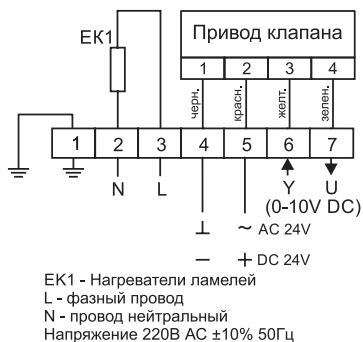 EK1
Привод клапана
1 2 3 4
черн. красн. желт. зелен.
1 2 3 4 5 6 7
N L Y U
(0-10V DC)
⊥ ~ AC 24V
− + DC 24V
EK1 - Нагреватели ламелей
L - фазный провод
N - провод нейтральный
Напряжение 220В AC ±10% 50Гц